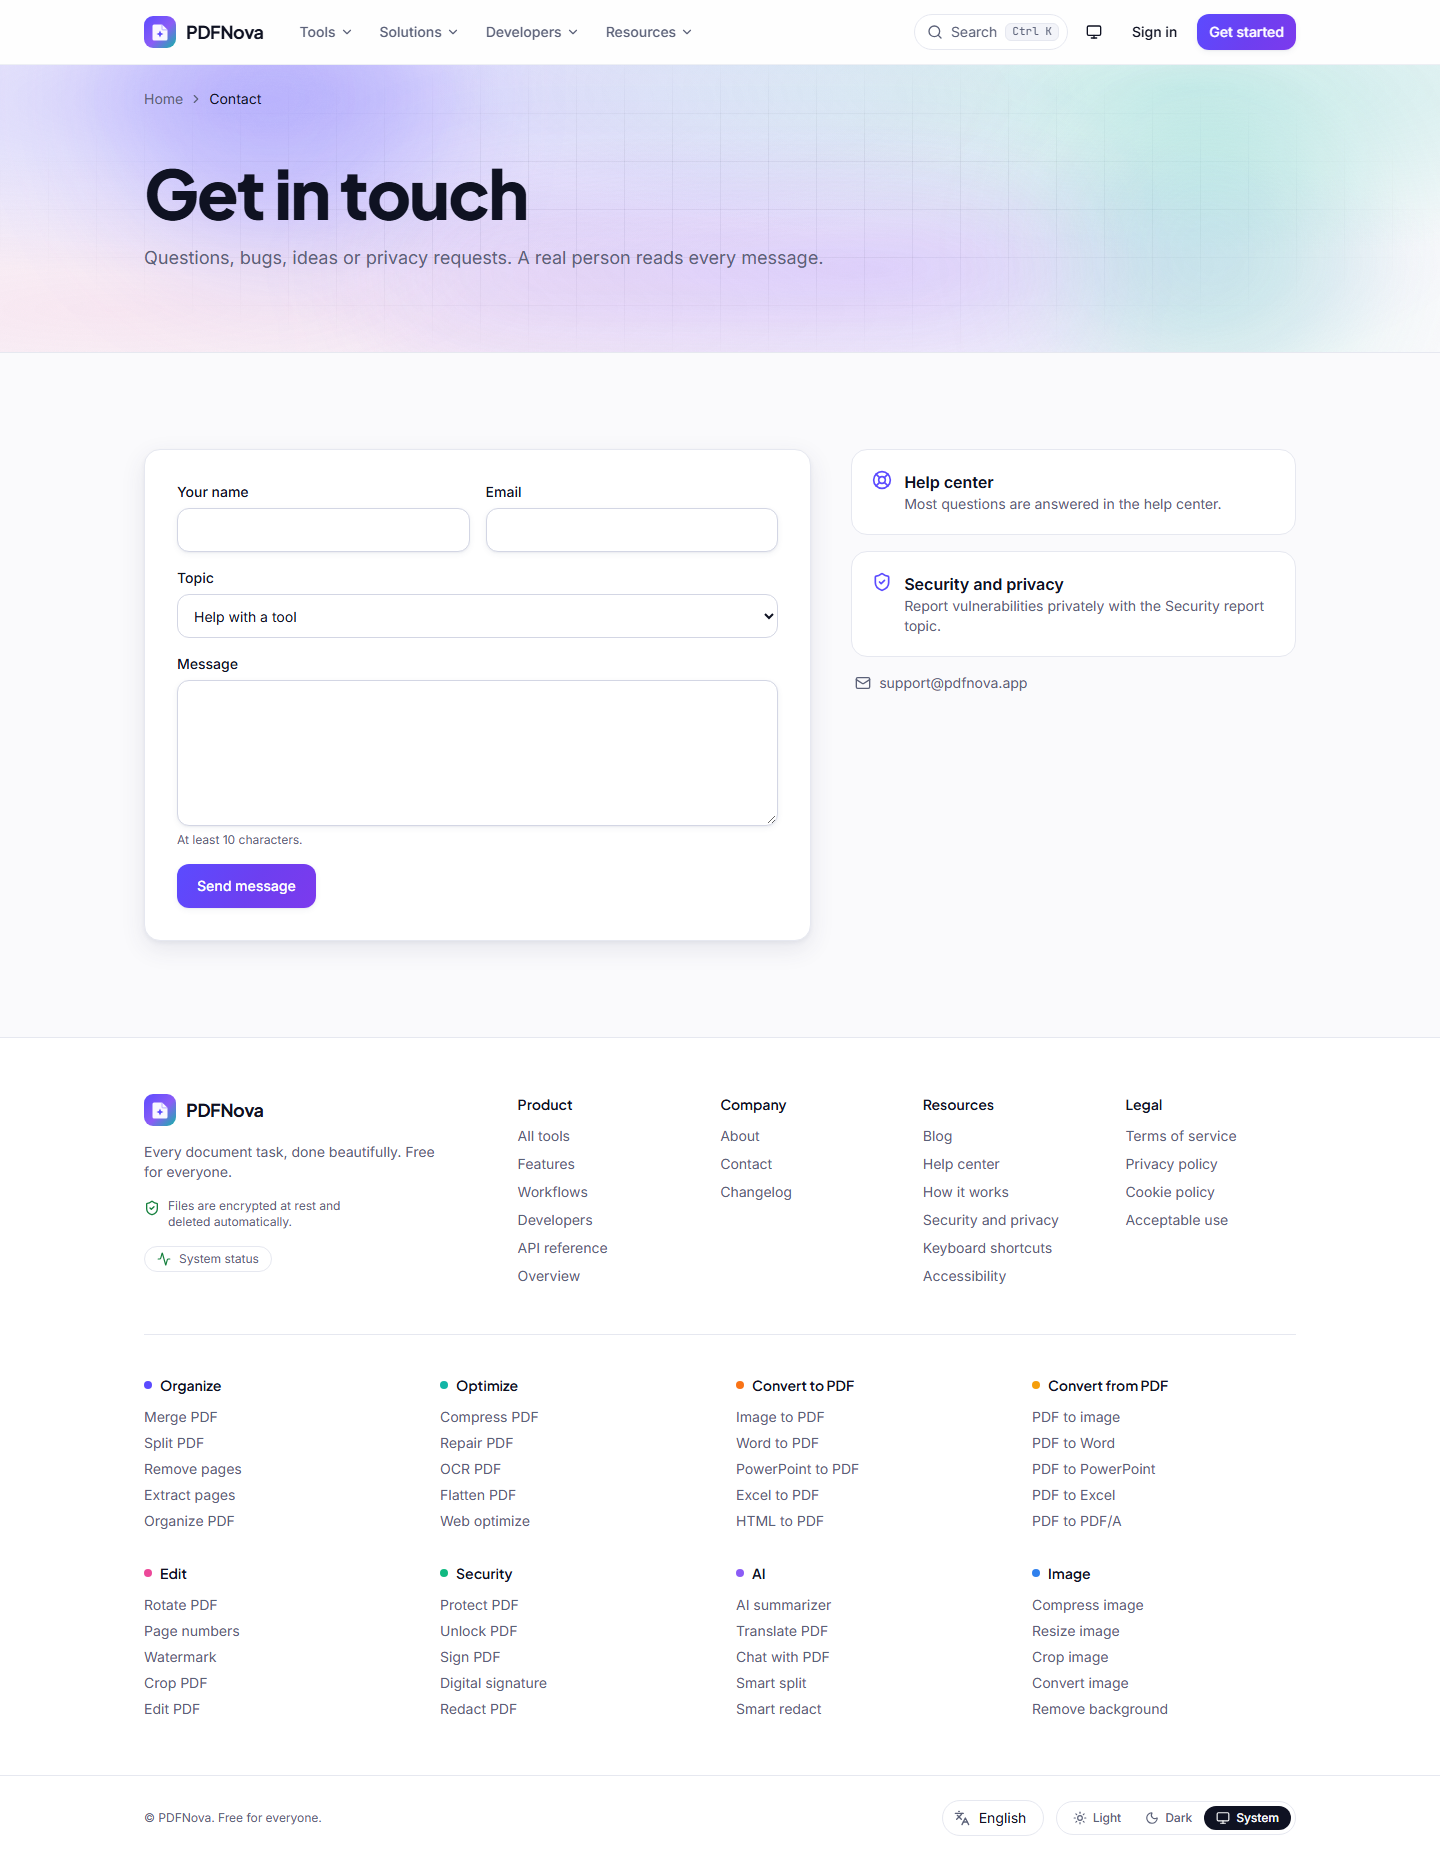 PDFNova
Tools
Solutions
Developers
Resources
Search
Ctrl K
Sign in
Get started
Home
Contact
Get in touch
Questions, bugs, ideas or privacy requests. A real person reads every message.
Your name
Email
Topic
Help with a tool
Message
At least 10 characters.
Send message
Help center
Most questions are answered in the help center.
Security and privacy
Report vulnerabilities privately with the Security report
topic.
support@pdfnova.app
PDFNova
Every document task, done beautifully. Free
for everyone.
Files are encrypted at rest and
deleted automatically.
System status
Product
All tools
Features
Workflows
Developers
API reference
Overview
Company
About
Contact
Changelog
Resources
Blog
Help center
How it works
Security and privacy
Keyboard shortcuts
Accessibility
Legal
Terms of service
Privacy policy
Cookie policy
Acceptable use
Organize
Merge PDF
Split PDF
Remove pages
Extract pages
Organize PDF
Optimize
Compress PDF
Repair PDF
OCR PDF
Flatten PDF
Web optimize
Convert to PDF
Image to PDF
Word to PDF
PowerPoint to PDF
Excel to PDF
HTML to PDF
Convert from PDF
PDF to image
PDF to Word
PDF to PowerPoint
PDF to Excel
PDF to PDF/A
Edit
Rotate PDF
Page numbers
Watermark
Crop PDF
Edit PDF
Security
Protect PDF
Unlock PDF
Sign PDF
Digital signature
Redact PDF
AI
AI summarizer
Translate PDF
Chat with PDF
Smart split
Smart redact
Image
Compress image
Resize image
Crop image
Convert image
Remove background
© PDFNova. Free for everyone.
English
Light
Dark
System